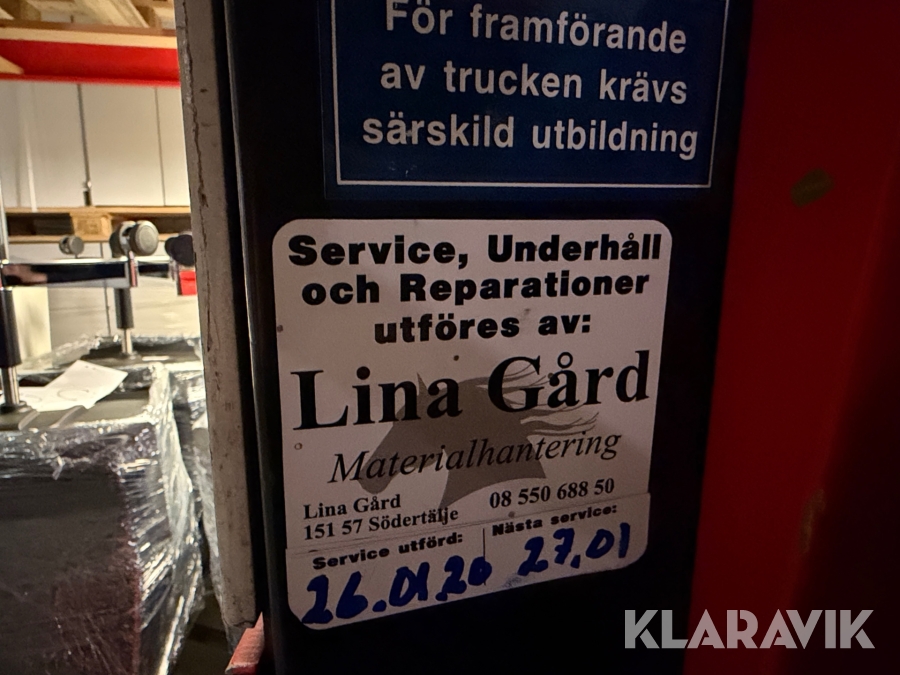 För framförande
av trucken krävs
särskild utbildning
Service, Underhåll
och Reparationer
utföres av:
Lina Gård
Materialhantering
Lina Gård
151 57 Södertälje
08 550 688 50
Service utförd:
Nästa service:
26.01.20
27,01
KLARAVIK